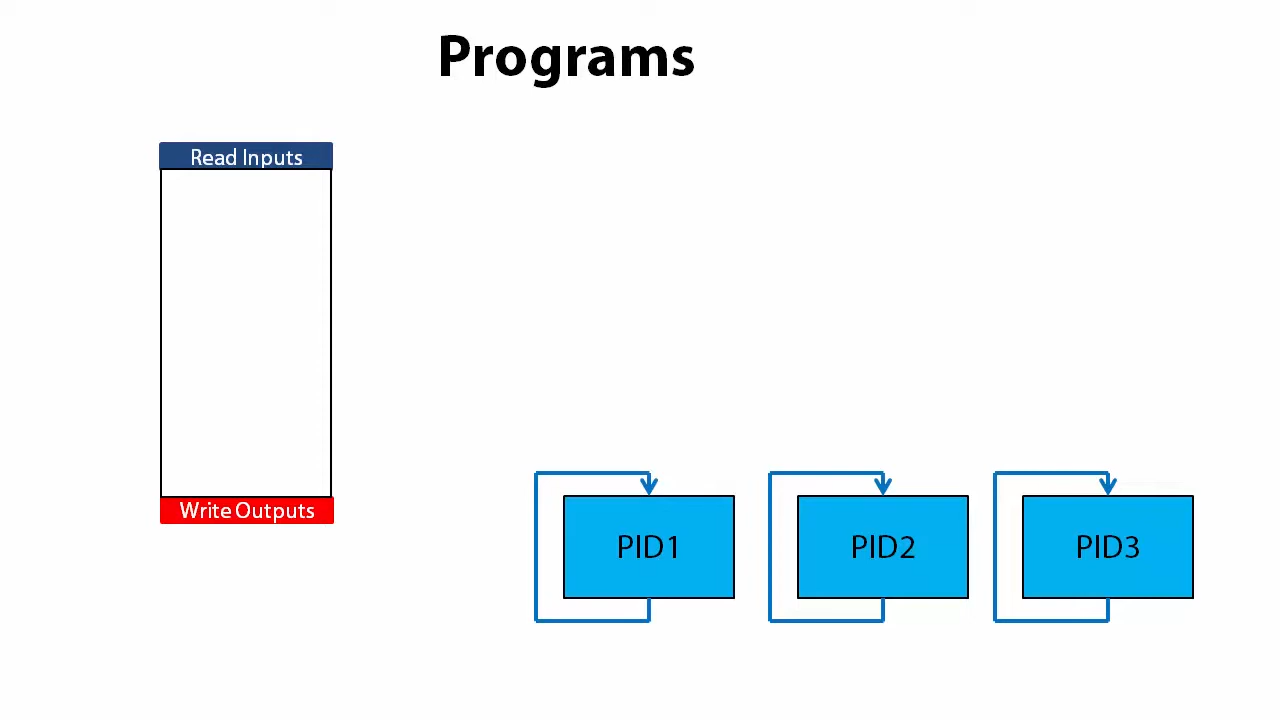 Programs
Read Inputs
Write Outputs
PID1
PID2
PID3